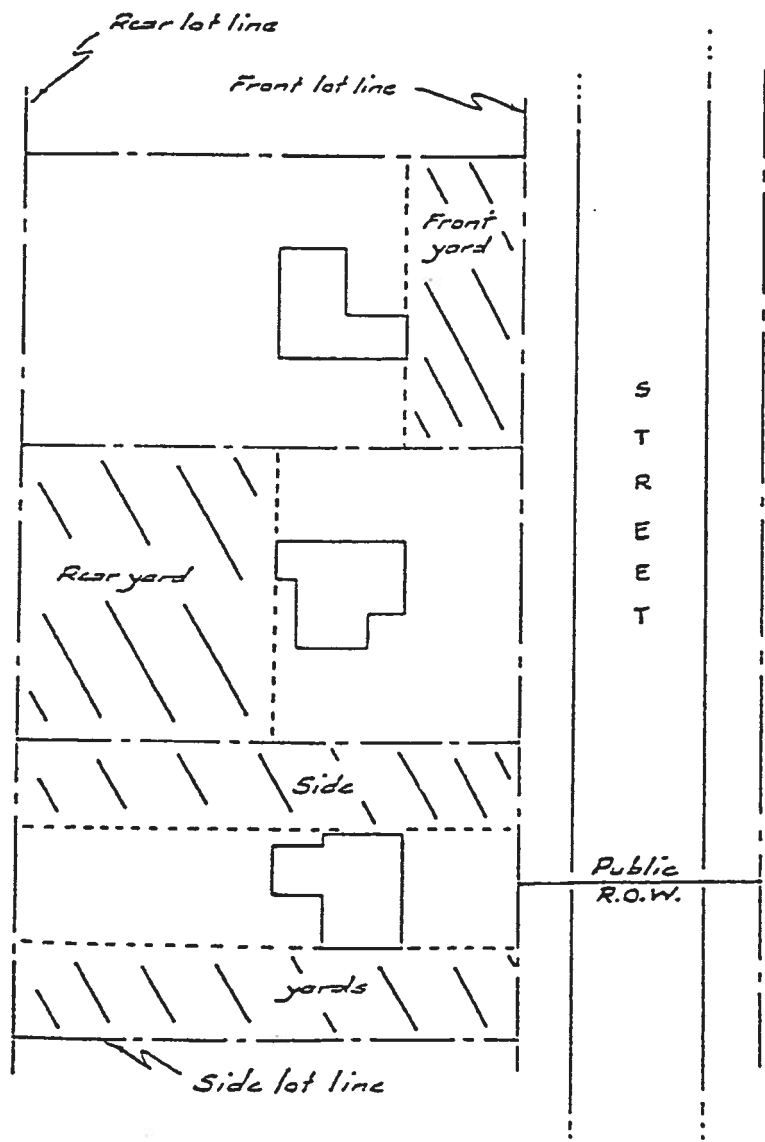 Rear lot line
Front lot line
Front
yard
S
T
R
E
E
T
Rear yard
Side
Public
R.O.W.
yards
Side lot line